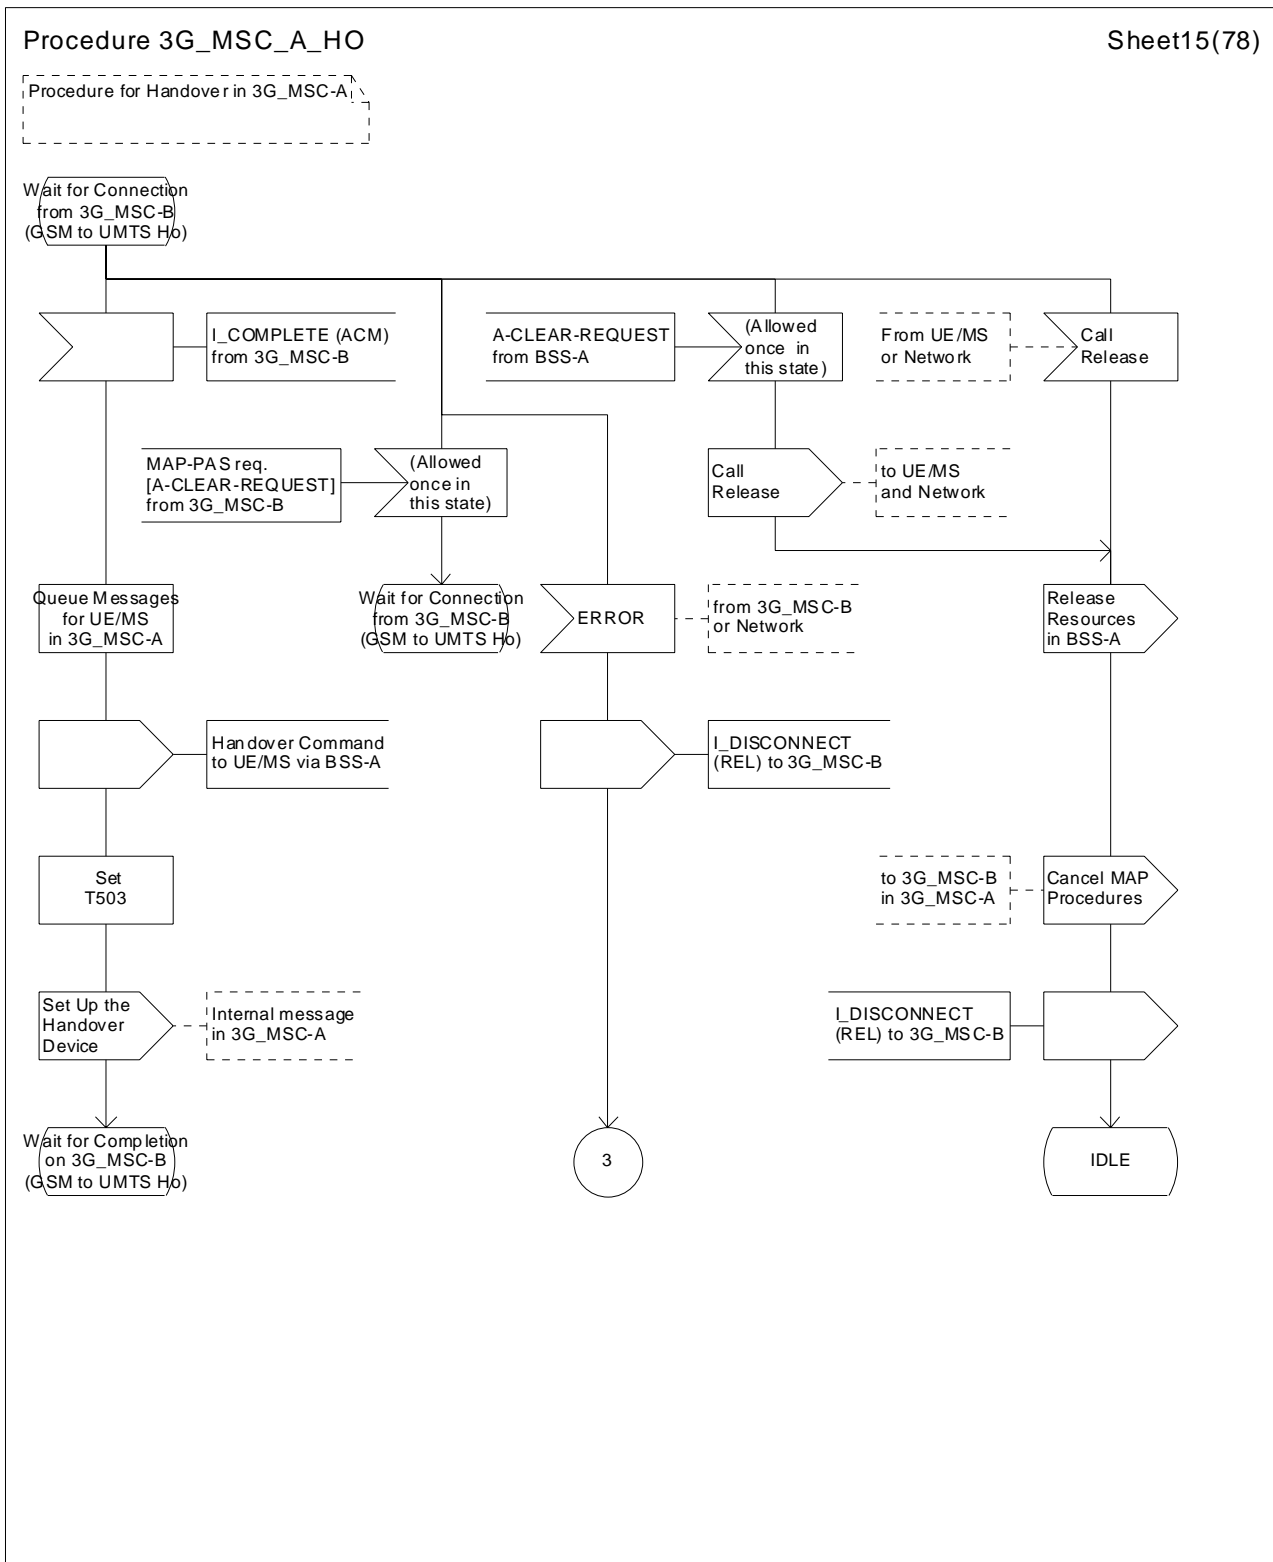 Procedure 3G_MSC_A_HO
Sheet15(78)
Procedure for Handover in 3G_MSC-A
Wait for Connection
from 3G_MSC-B
(GSM to UMTS Ho)
I_COMPLETE (ACM)
from 3G_MSC-B
A-CLEAR-REQUEST
from BSS-A
(Allowed
once in
this state)
From UE/MS
or Network
Call
Release
MAP-PAS req.
[A-CLEAR-REQUEST]
from 3G_MSC-B
(Allowed
once in
this state)
Call
Release
to UE/MS
and Network
Queue Messages
for UE/MS
in 3G_MSC-A
Wait for Connection
from 3G_MSC-B
(GSM to UMTS Ho)
ERROR
from 3G_MSC-B
or Network
Release
Resources
in BSS-A
Handover Command
to UE/MS via BSS-A
I_DISCONNECT
(REL) to 3G_MSC-B
Set
T503
to 3G_MSC-B
in 3G_MSC-A
Cancel MAP
Procedures
Set Up the
Handover
Device
Internal message
in 3G_MSC-A
I_DISCONNECT
(REL) to 3G_MSC-B
Wait for Completion
on 3G_MSC-B
(GSM to UMTS Ho)
3
IDLE